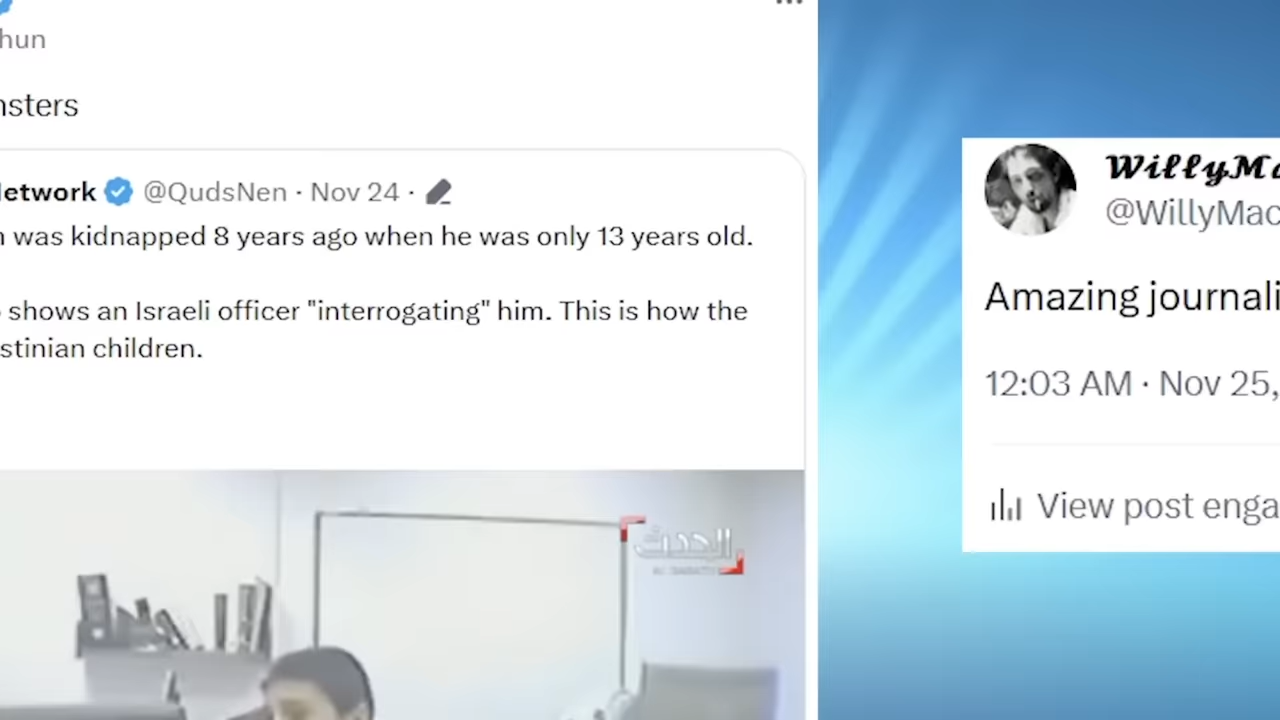 hun
nsters
Network @QudsNen · Nov 24 ·
was kidnapped 8 years ago when he was only 13 years old.
shows an Israeli officer "interrogating" him. This is how the
stinian children.
الحدث
WillyMa
@WillyMac
Amazing journali
12:03 AM · Nov 25,
View post enga